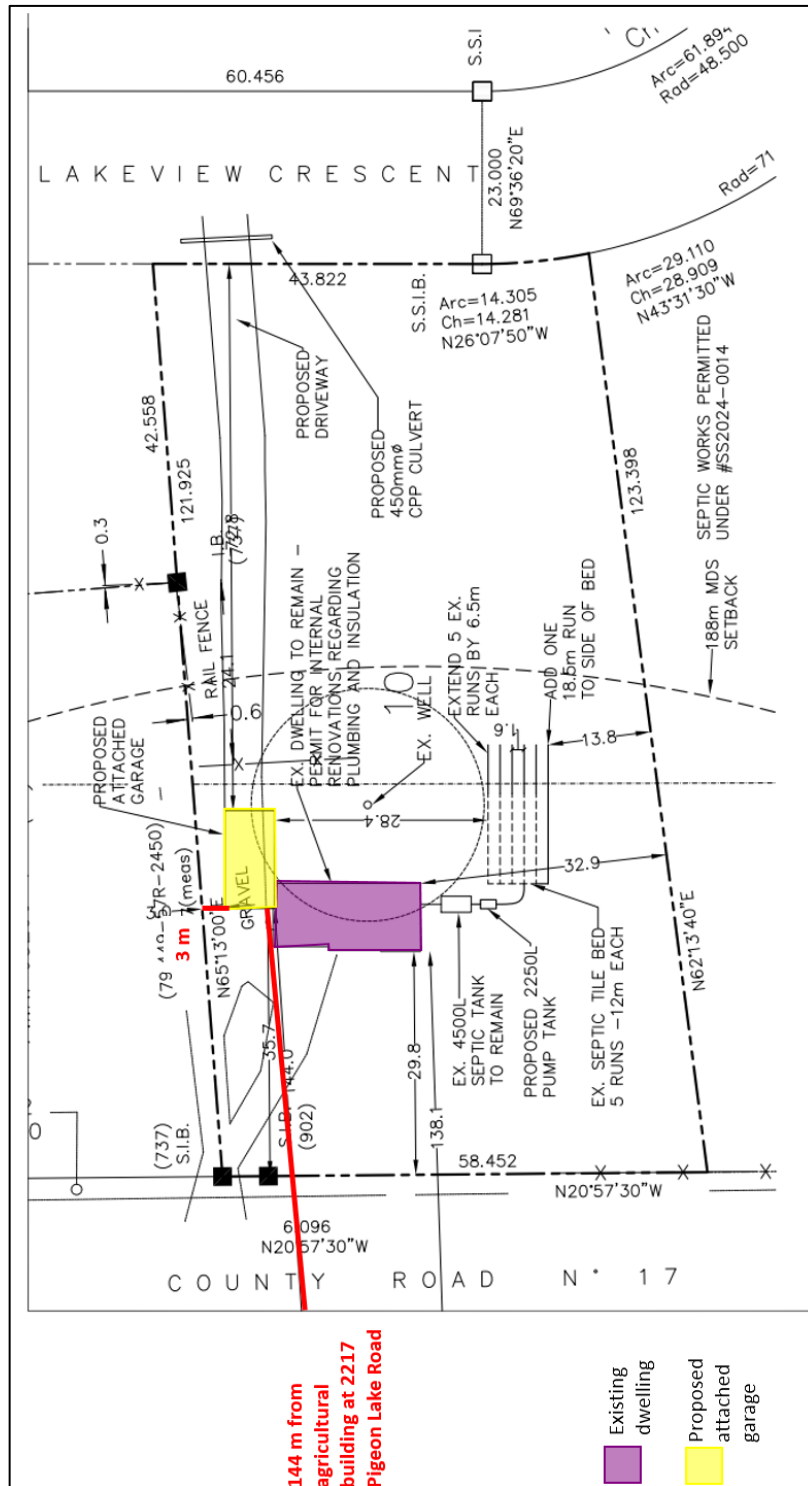 60.456
S.S.I
Ch
Arc=61.894
Rad=48.500
LAKEVIEW CRESCENT
23.000
N69°36'20"E
Rad=71
43.822
S.S.I.B.
Arc=14.305
Ch=14.281
N26°07'50"W
Arc=29.110
Ch=28.909
N43°31'30"W
PROPOSED
DRIVEWAY
PROPOSED
450mmø
CPP CULVERT
42.558
121.925
0.3
I.B.
(737)
72.8
123.398
SEPTIC WORKS PERMITTED
UNDER #SS2024-0014
188m MDS
SETBACK
RAIL FENCE
24.1
0.6
PROPOSED
ATTACHED
GARAGE
EX. DWELLING TO REMAIN –
PERMIT FOR INTERNAL
RENOVATIONS REGARDING
PLUMBING AND INSULATION
10
EX. WELL
EXTEND 5 EX.
RUNS BY 6.5m
EACH
ADD ONE
18.5m RUN
TO SIDE OF BED
1.6
13.8
28.4
32.9
GRAVEL
(meas)
3 m
N65°13'00"E
35.7
144.0
S.I.B.
(902)
(737)
S.I.B.
29.8
138.1
EX. 4500L
SEPTIC TANK
TO REMAIN
PROPOSED 2250L
PUMP TANK
EX. SEPTIC TILE BED
5 RUNS –12m EACH
N62°13'40"E
58.452
N20°57'30"W
6.096
N20°57'30"W
COUNTY ROAD N° 17
144 m from
agricultural
building at 2217
Pigeon Lake Road
Existing
dwelling
Proposed
attached
garage